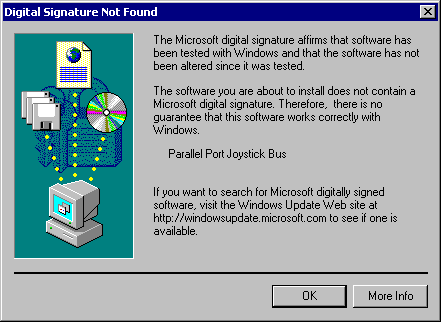 Digital Signature Not Found
The Microsoft digital signature affirms that software has
been tested with Windows and that the software has not
been altered since it was tested.
The software you are about to install does not contain a
Microsoft digital signature. Therefore,  there is no
guarantee that this software works correctly with
Windows.
Parallel Port Joystick Bus
If you want to search for Microsoft digitally signed
software, visit the Windows Update Web site at
http://windowsupdate.microsoft.com to see if one is
available.
OK
More Info